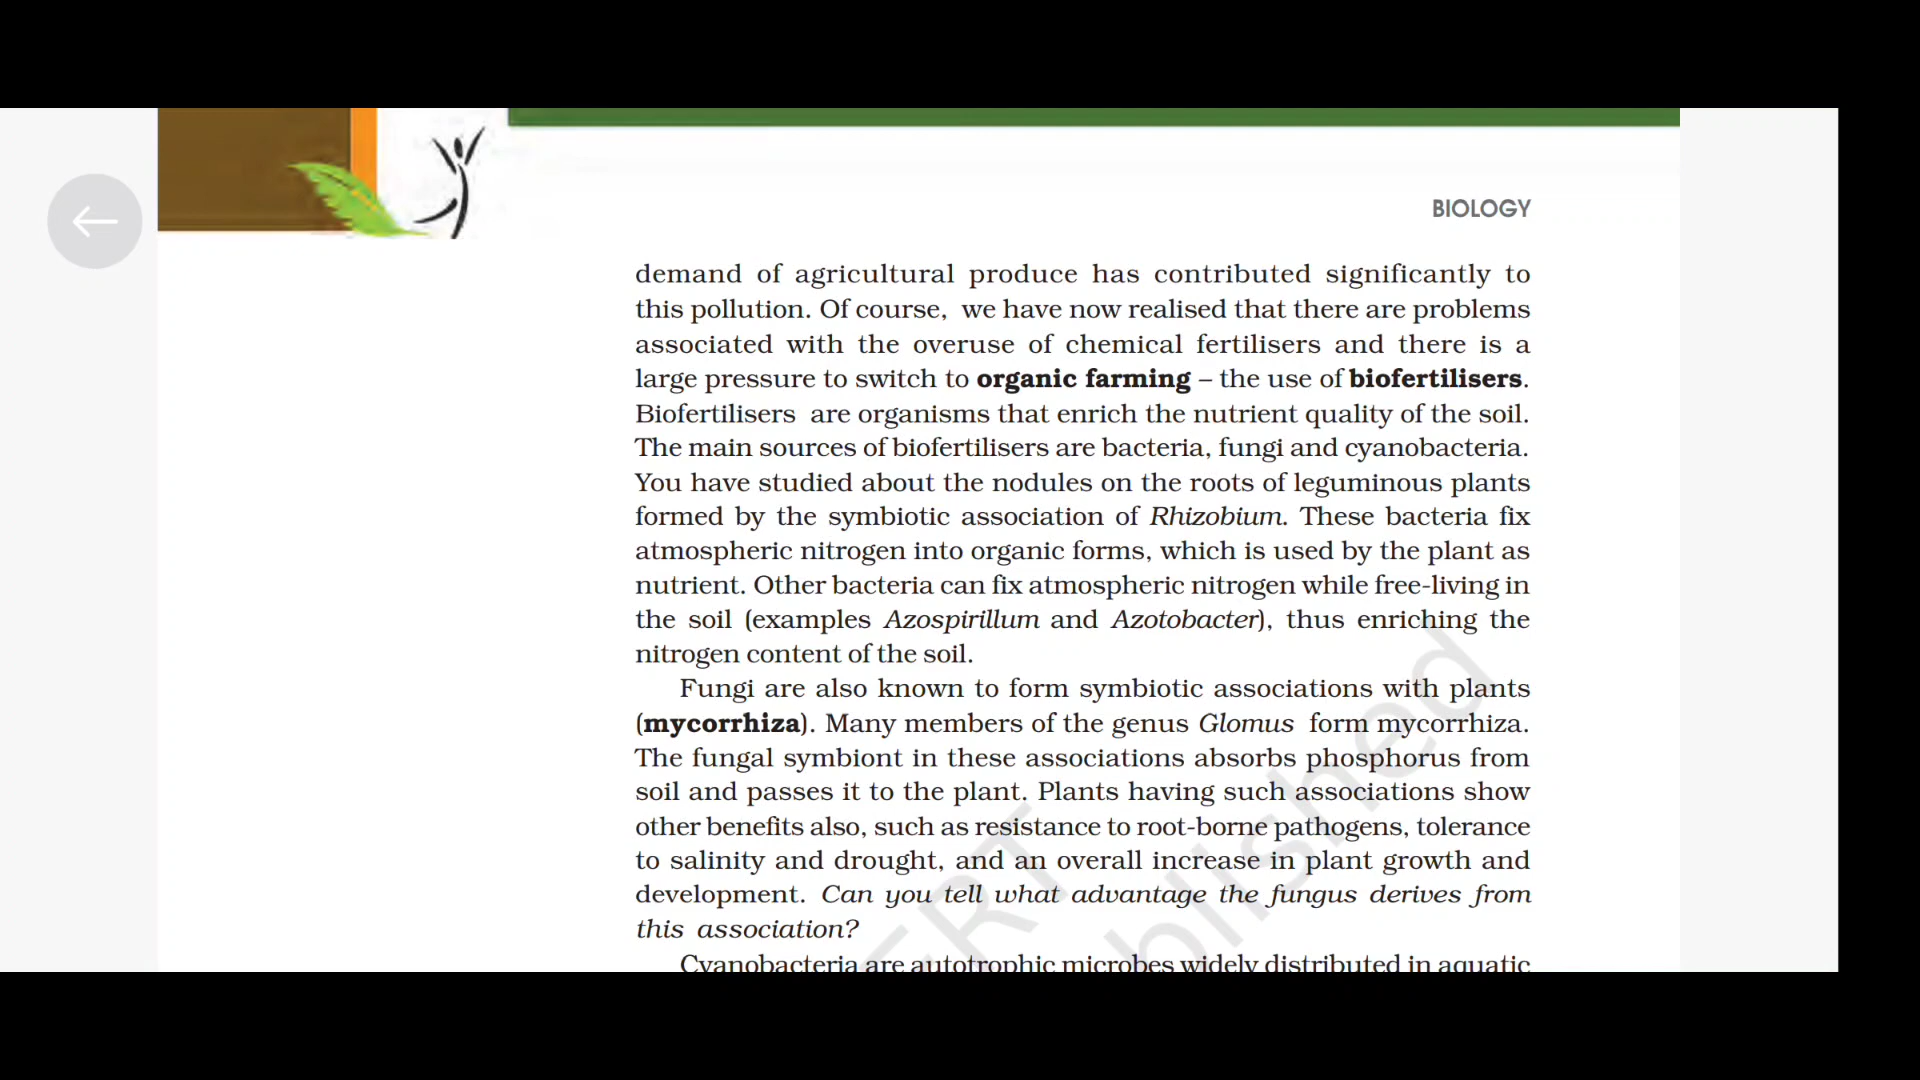 BIOLOGY
demand of agricultural produce has contributed significantly to
this pollution. Of course, we have now realised that there are problems
associated with the overuse of chemical fertilisers and there is a
large pressure to switch to organic farming – the use of biofertilisers.
Biofertilisers are organisms that enrich the nutrient quality of the soil.
The main sources of biofertilisers are bacteria, fungi and cyanobacteria.
You have studied about the nodules on the roots of leguminous plants
formed by the symbiotic association of Rhizobium. These bacteria fix
atmospheric nitrogen into organic forms, which is used by the plant as
nutrient. Other bacteria can fix atmospheric nitrogen while free-living in
the soil (examples Azospirillum and Azotobacter), thus enriching the
nitrogen content of the soil.
Fungi are also known to form symbiotic associations with plants
(mycorrhiza). Many members of the genus Glomus form mycorrhiza.
The fungal symbiont in these associations absorbs phosphorus from
soil and passes it to the plant. Plants having such associations show
other benefits also, such as resistance to root-borne pathogens, tolerance
to salinity and drought, and an overall increase in plant growth and
development. Can you tell what advantage the fungus derives from
this association?
Cyanobacteria are autotrophic microbes widely distributed in aquatic